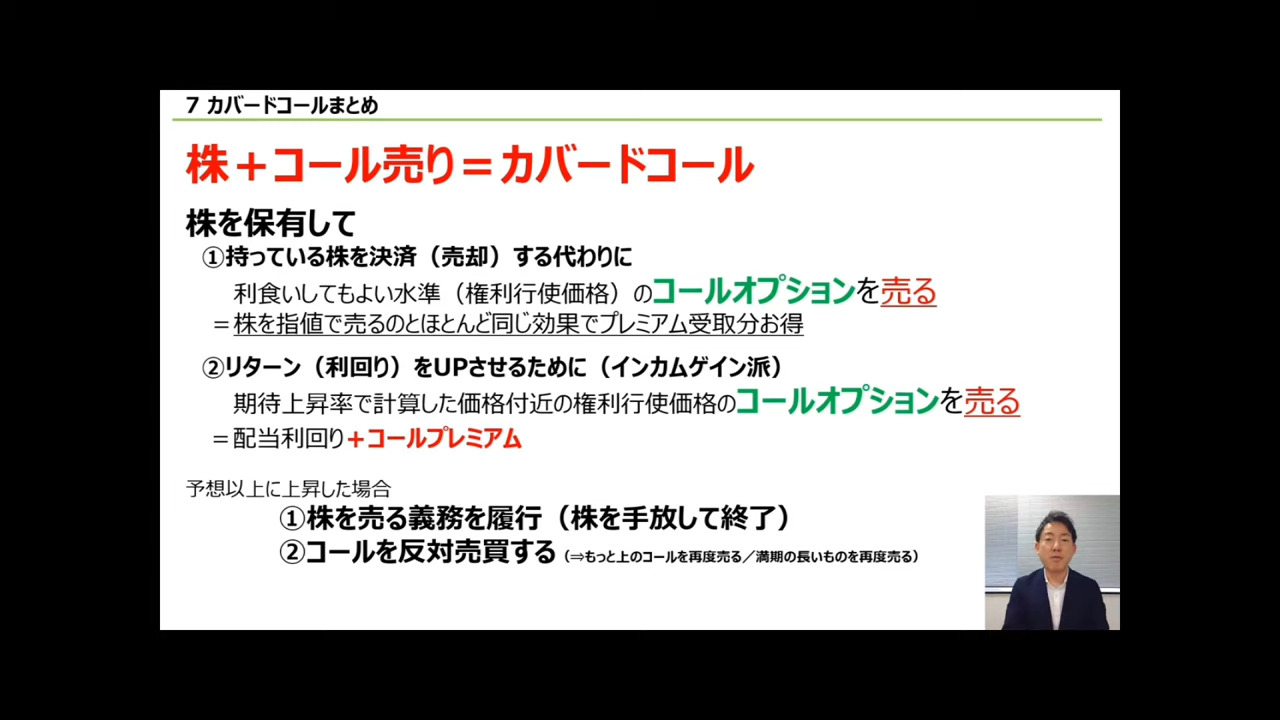 7 カバードコールまとめ
株＋コール売り＝カバードコール
株を保有して
①持っている株を決済（売却）する代わりに
利食いしてもよい水準（権利行使価格）のコールオプションを売る
＝株を指値で売るのとほとんど同じ効果でプレミアム受取分お得
②リターン（利回り）をUPさせるために（インカムゲイン派）
期待上昇率で計算した価格付近の権利行使価格のコールオプションを売る
＝配当利回り＋コールプレミアム
予想以上に上昇した場合
①株を売る義務を履行（株を手放して終了）
②コールを反対売買する（⇒もっと上のコールを再度売る／満期の長いものを再度売る）